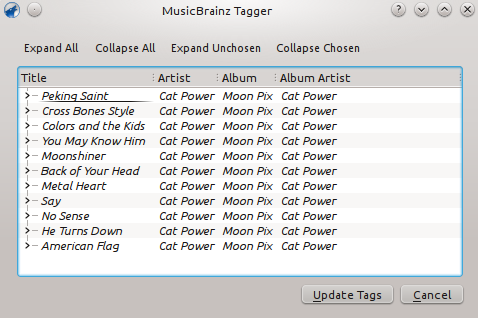 MusicBrainz Tagger
Expand All Collapse All Expand Unchosen Collapse Chosen
Title Artist Album Album Artist
Peking Saint Cat Power Moon Pix Cat Power
Cross Bones Style Cat Power Moon Pix Cat Power
Colors and the Kids Cat Power Moon Pix Cat Power
You May Know Him Cat Power Moon Pix Cat Power
Moonshiner Cat Power Moon Pix Cat Power
Back of Your Head Cat Power Moon Pix Cat Power
Metal Heart Cat Power Moon Pix Cat Power
Say Cat Power Moon Pix Cat Power
No Sense Cat Power Moon Pix Cat Power
He Turns Down Cat Power Moon Pix Cat Power
American Flag Cat Power Moon Pix Cat Power
Update Tags Cancel